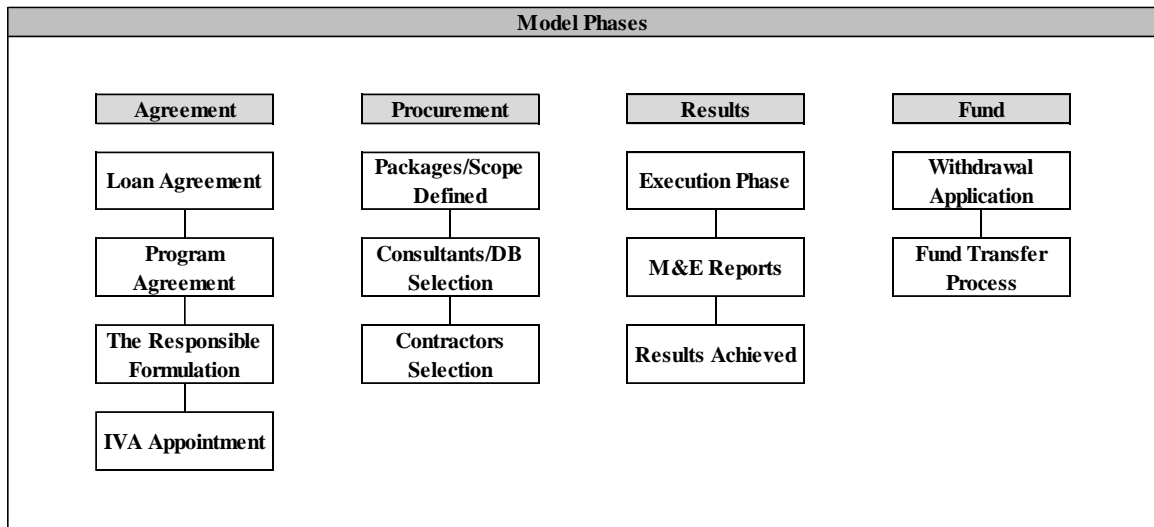 Model Phases
Agreement
Procurement
Results
Fund
Loan Agreement
Packages/Scope
Defined
Execution Phase
Withdrawal
Application
Program
Agreement
Consultants/DB
Selection
M&E Reports
Fund Transfer
Process
The Responsible
Formulation
Contractors
Selection
Results Achieved
IVA Appointment